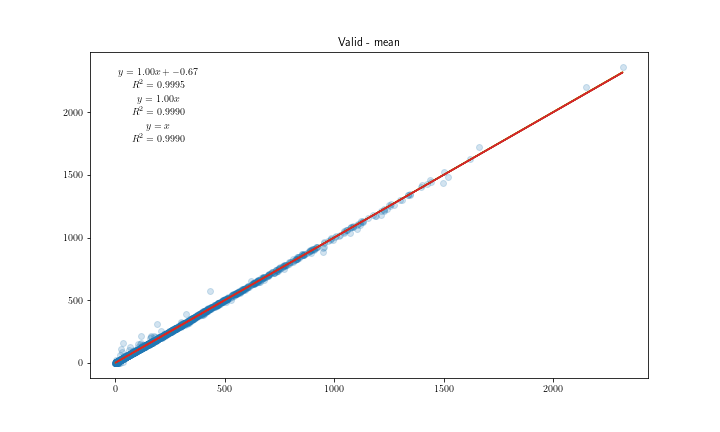 Valid - mean
y = 1.00x + −0.67
R² = 0.9995
y = 1.00x
R² = 0.9990
y = x
R² = 0.9990
2000
1500
1000
500
0
0 500 1000 1500 2000